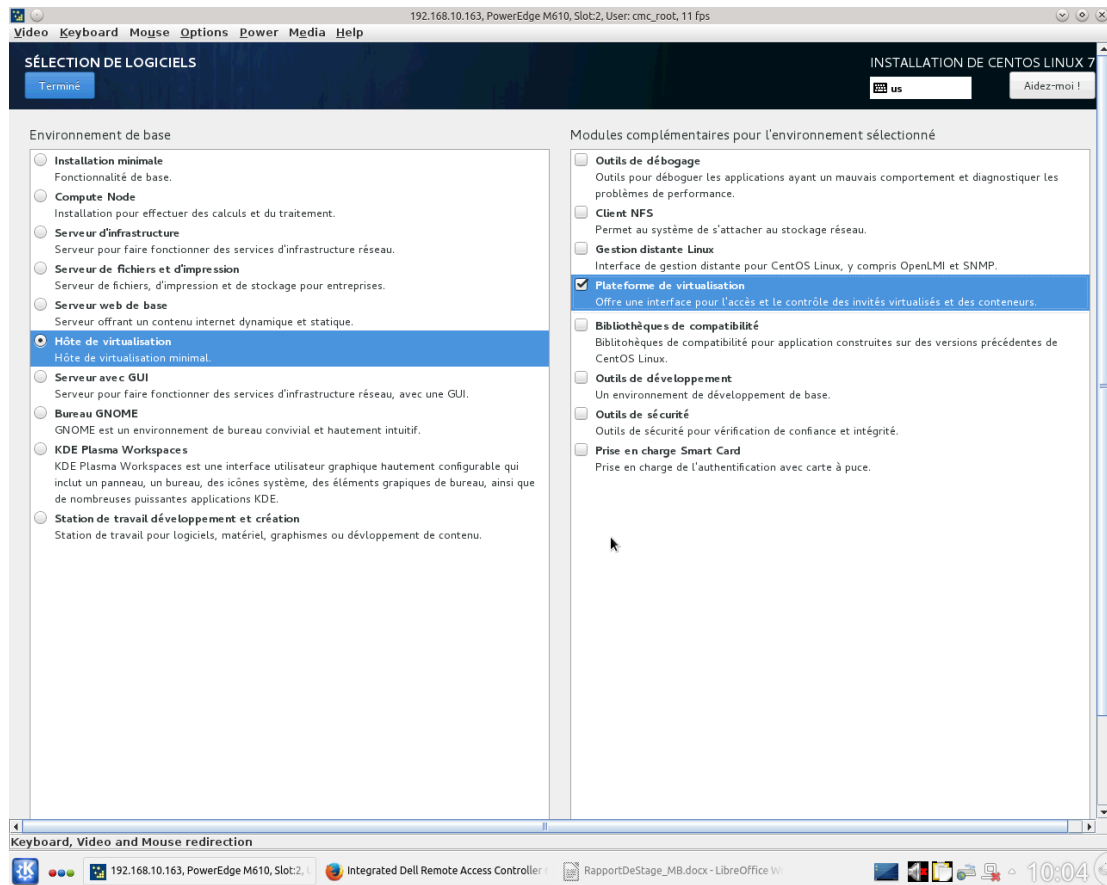 192.168.10.163, PowerEdge M610, Slot:2, User: cmc_root, 11 fps
Video Keyboard Mouse Options Power Media Help
SÉLECTION DE LOGICIELS
Terminé
INSTALLATION DE CENTOS LINUX 7
us
Aidez-moi !
Environnement de base
Installation minimale
Fonctionnalité de base.
Compute Node
Installation pour effectuer des calculs et du traitement.
Serveur d'infrastructure
Serveur pour faire fonctionner des services d'infrastructure réseau.
Serveur de fichiers et d'impression
Serveur de fichiers, d'impression et de stockage pour entreprises.
Serveur web de base
Serveur offrant un contenu internet dynamique et statique.
Hôte de virtualisation
Hôte de virtualisation minimal.
Serveur avec GUI
Serveur pour faire fonctionner des services d'infrastructure réseau, avec une GUI.
Bureau GNOME
GNOME est un environnement de bureau convivial et hautement intuitif.
KDE Plasma Workspaces
KDE Plasma Workspaces est une interface utilisateur graphique hautement configurable qui
inclut un panneau, un bureau, des icônes système, des éléments grapiques de bureau, ainsi que
de nombreuses puissantes applications KDE.
Station de travail développement et création
Station de travail pour logiciels, matériel, graphismes ou dévloppement de contenu.
Modules complémentaires pour l'environnement sélectionné
Outils de débogage
Outils pour déboguer les applications ayant un mauvais comportement et diagnostiquer les
problèmes de performance.
Client NFS
Permet au système de s'attacher au stockage réseau.
Gestion distante Linux
Interface de gestion distante pour CentOS Linux, y compris OpenLMI et SNMP.
Plateforme de virtualisation
Offre une interface pour l'accès et le contrôle des invités virtualisés et des conteneurs.
Bibliothèques de compatibilité
Biblitohèques de compatibilité pour application construites sur des versions précédentes de
CentOS Linux.
Outils de développement
Un environnement de développement de base.
Outils de sécurité
Outils de sécurité pour vérification de confiance et intégrité.
Prise en charge Smart Card
Prise en charge de l'authentification avec carte à puce.
Keyboard, Video and Mouse redirection
192.168.10.163, PowerEdge M610, Slot:2,
Integrated Dell Remote Access Controller
RapportDeStage_MB.docx - LibreOffice
10:04